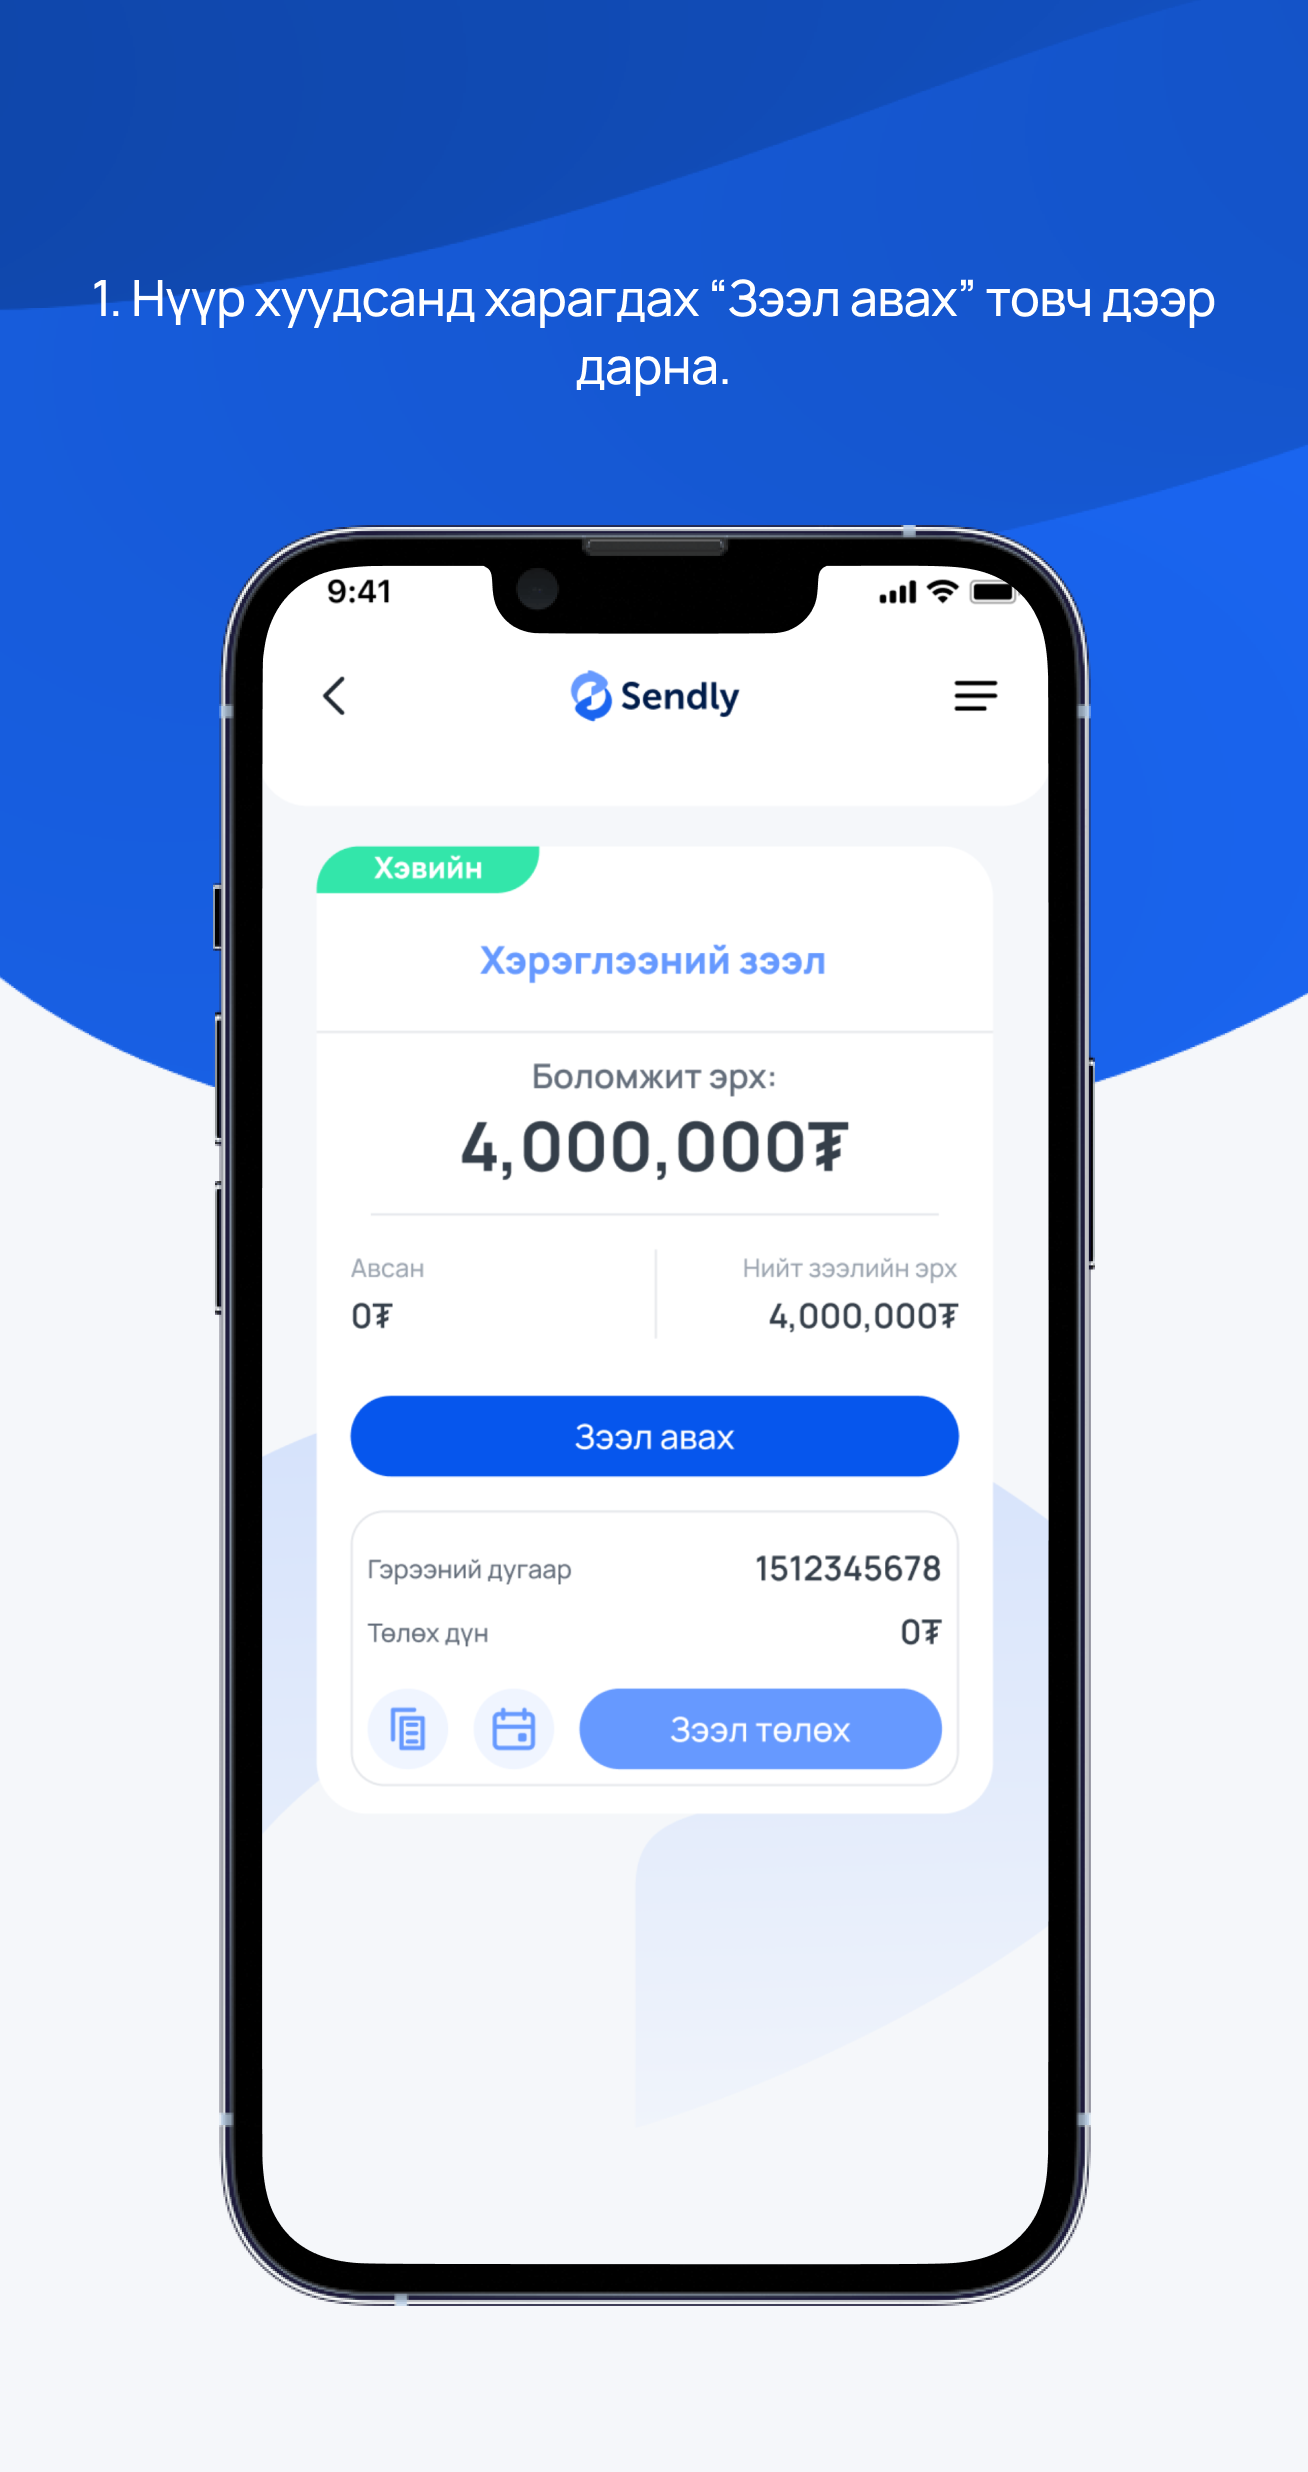 1. Нүүр хуудсанд харагдах “Зээл авах” товч дээр
дарна.
9:41
Sendly
Хэвийн
Хэрэглээний зээл
Боломжит эрх:
4,000,000₮
Авсан
Нийт зээлийн эрх
0₮
4,000,000₮
Зээл авах
Гэрээний дугаар
1512345678
Төлөх дүн
0₮
Зээл төлөх